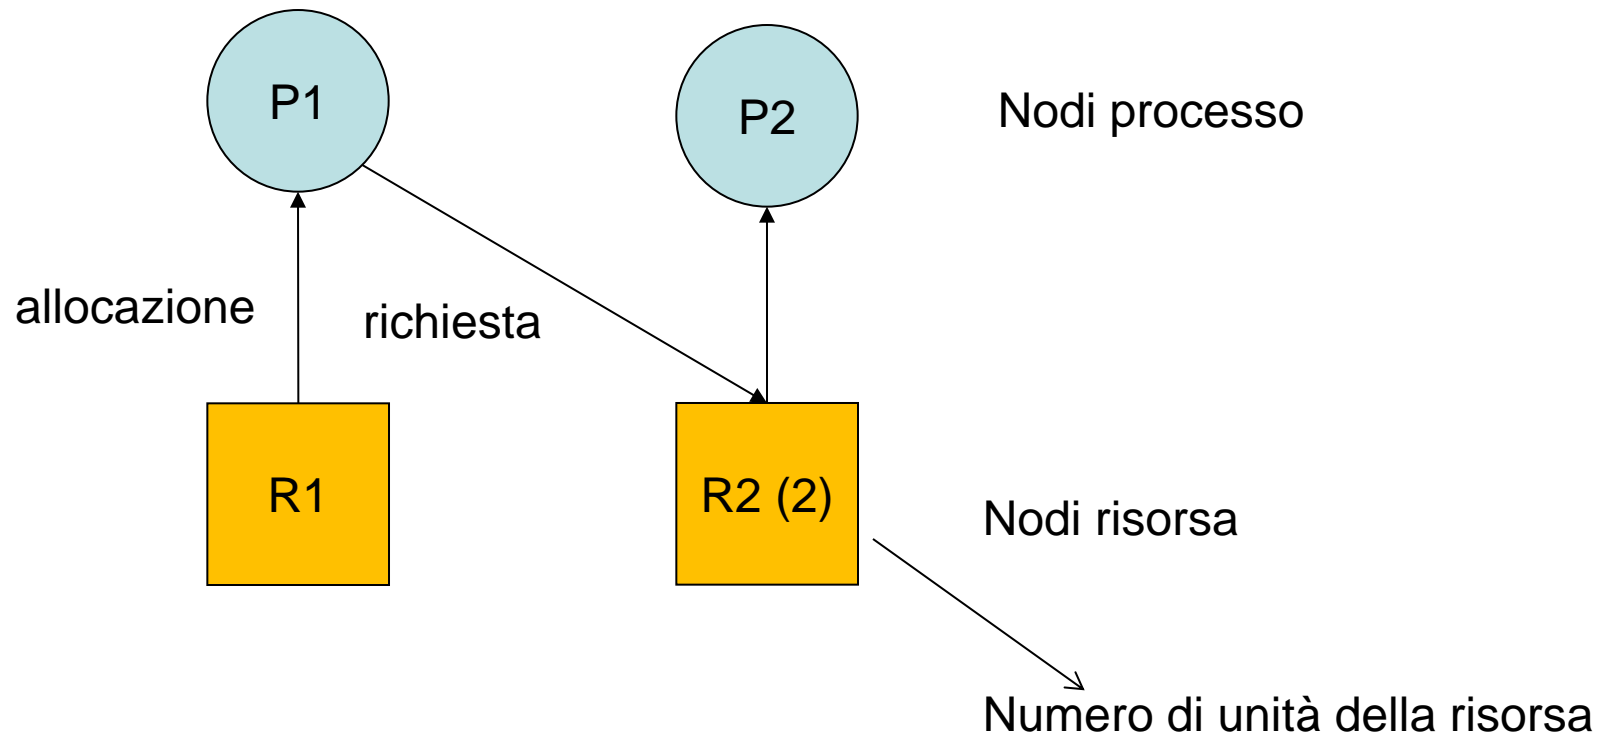 P1
P2
Nodi processo
allocazione
richiesta
R1
R2 (2)
Nodi risorsa
Numero di unità della risorsa